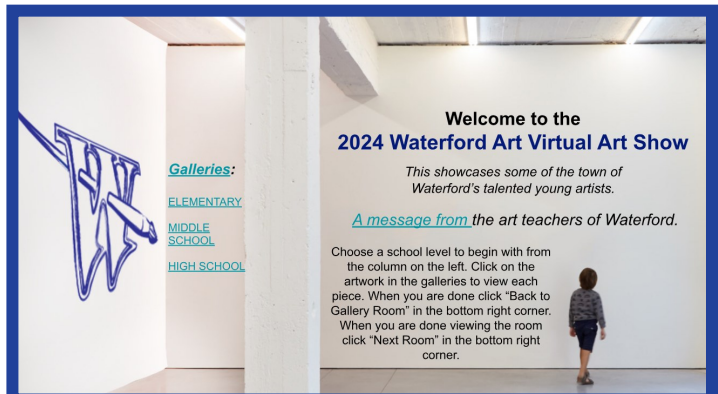 Galleries:
ELEMENTARY
MIDDLE
SCHOOL
HIGH SCHOOL
Welcome to the
2024 Waterford Art Virtual Art Show
This showcases some of the town of
Waterford's talented young artists.
A message from the art teachers of Waterford.
Choose a school level to begin with from
the column on the left. Click on the
artwork in the galleries to view each
piece. When you are done click “Back to
Gallery Room” in the bottom right corner.
When you are done viewing the room
click “Next Room” in the bottom right
corner.